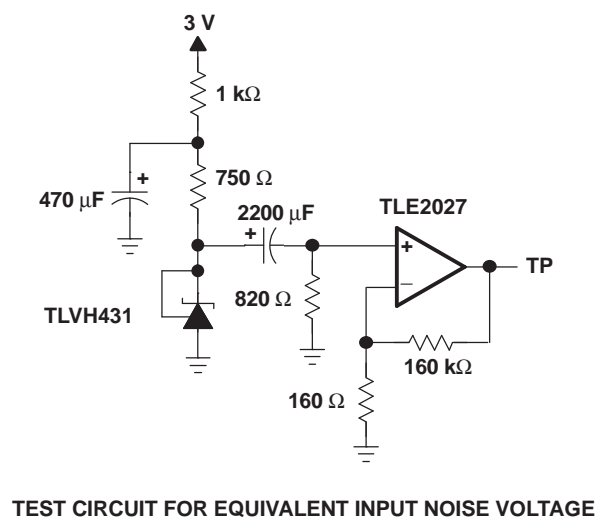 3 V
1 kΩ
750 Ω
470 μF
+
2200 μF
+
TLE2027
+
−
TP
820 Ω
TLVH431
160 kΩ
160 Ω
TEST CIRCUIT FOR EQUIVALENT INPUT NOISE VOLTAGE